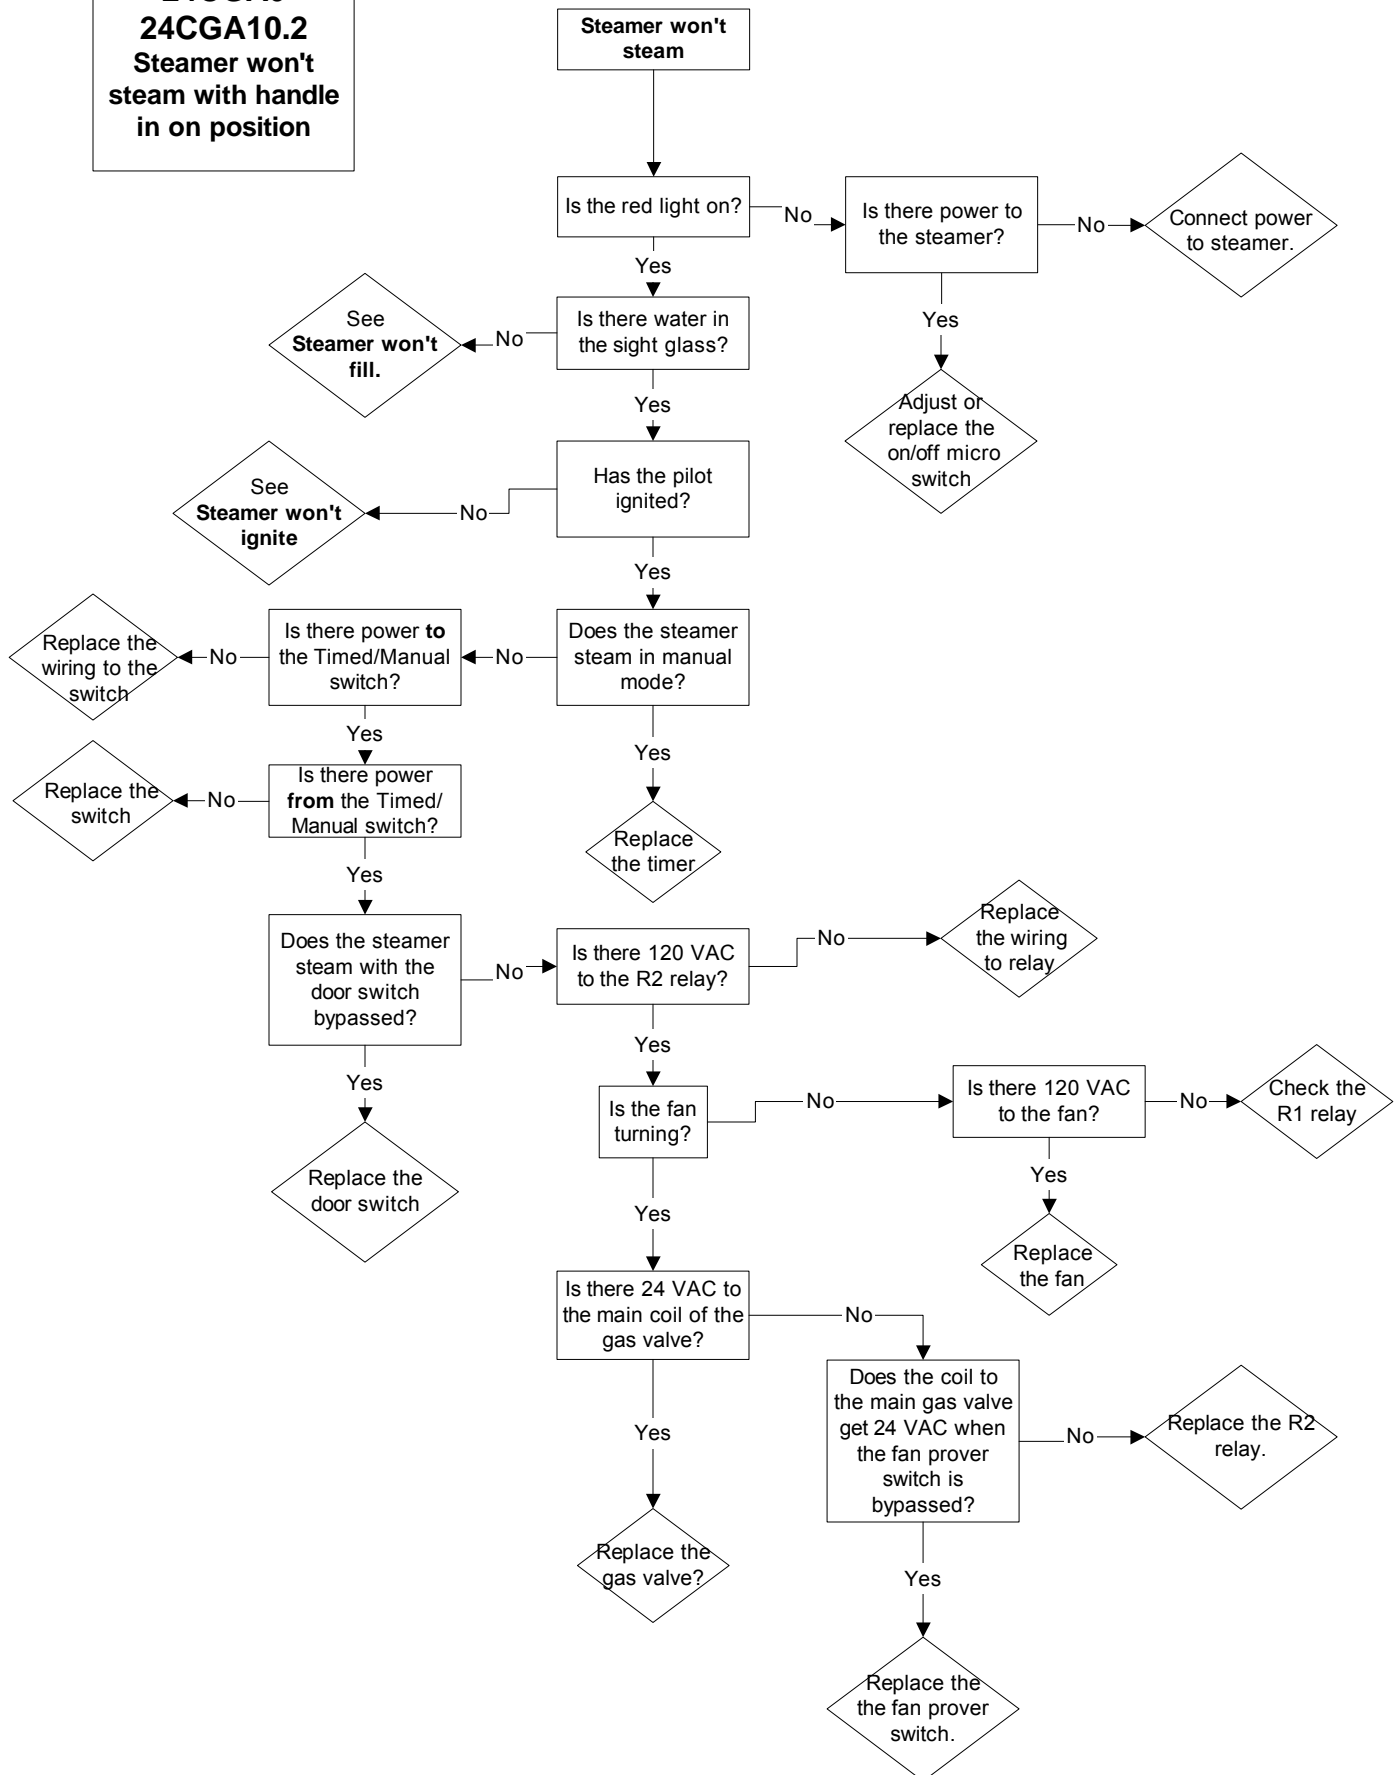 24CGA10.2
Steamer won't
steam with handle
in on position
Steamer won't
steam
Is the red light on?
No
Is there power to
the steamer?
No
Connect power
to steamer.
Yes
Yes
Adjust or
replace the
on/off micro
switch
Is there water in
the sight glass?
No
See
Steamer won't
fill.
Yes
Has the pilot
ignited?
No
See
Steamer won't
ignite
Yes
Does the steamer
steam in manual
mode?
No
Is there power to
the Timed/Manual
switch?
No
Replace the
wiring to the
switch
Yes
Yes
Replace
the timer
Is there power
from the Timed/
Manual switch?
No
Replace the
switch
Yes
Does the steamer
steam with the
door switch
bypassed?
No
Is there 120 VAC
to the R2 relay?
No
Replace
the wiring
to relay
Yes
Replace the
door switch
Yes
Is the fan
turning?
No
Is there 120 VAC
to the fan?
No
Check the
R1 relay
Yes
Replace
the fan
Yes
Is there 24 VAC to
the main coil of the
gas valve?
No
Does the coil to
the main gas valve
get 24 VAC when
the fan prover
switch is
bypassed?
No
Replace the R2
relay.
Yes
Replace the
gas valve?
Yes
Replace the
the fan prover
switch.